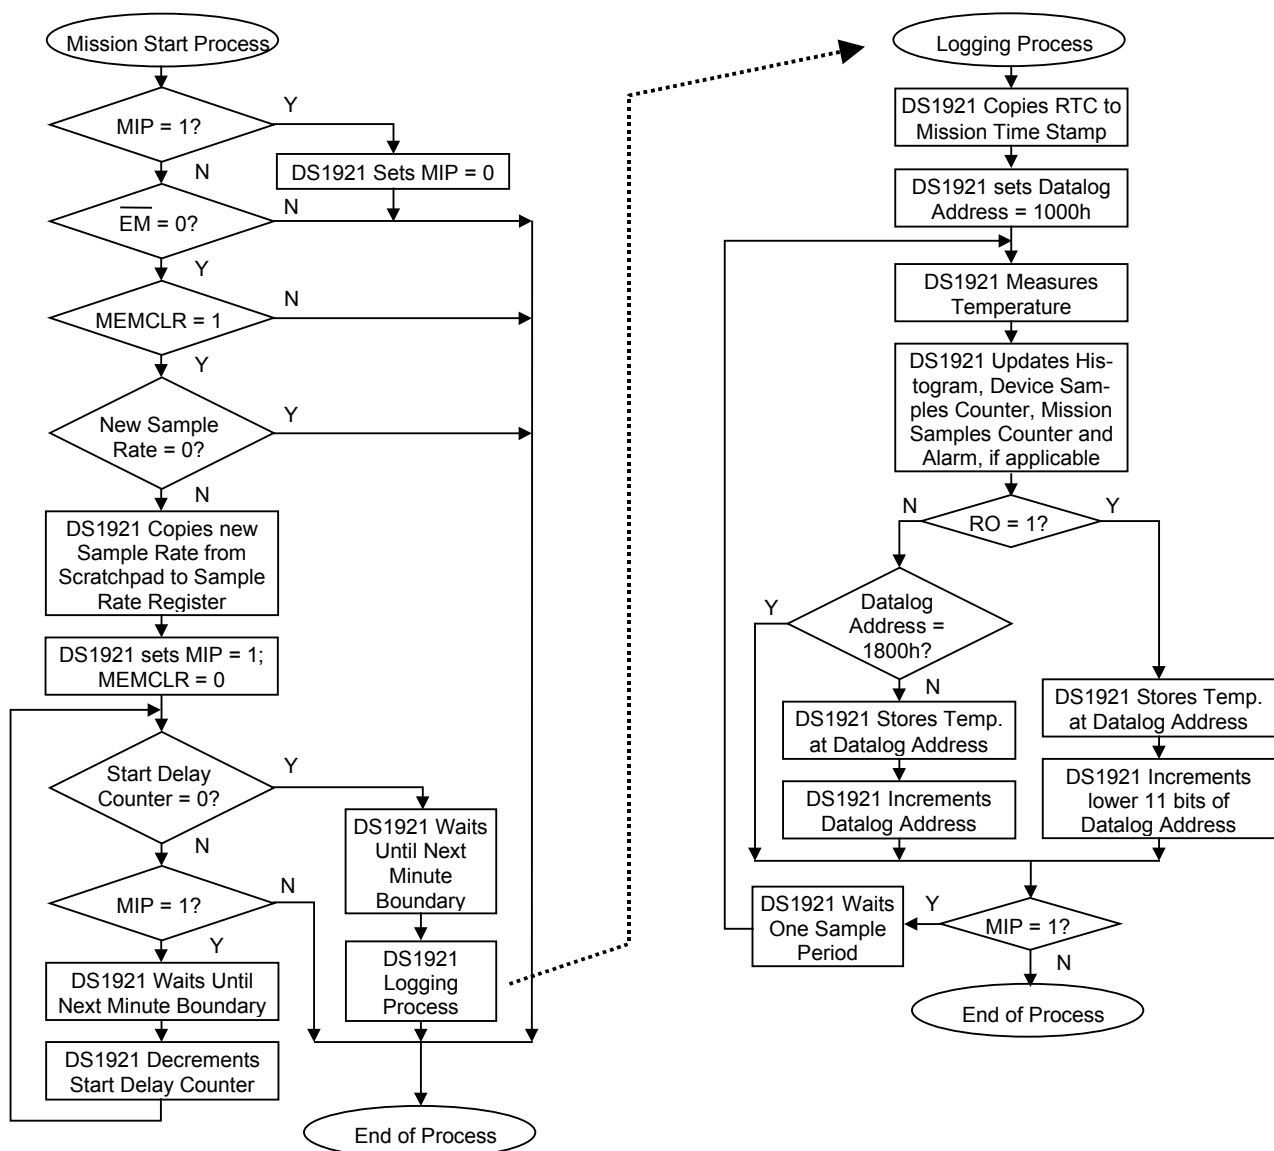 Mission Start Process
MIP = 1?
Y
N
DS1921 Sets MIP = 0
EM = 0?
N
Y
MEMCLR = 1
N
Y
New Sample
Rate = 0?
Y
N
DS1921 Copies new
Sample Rate from
Scratchpad to Sample
Rate Register
DS1921 sets MIP = 1;
MEMCLR = 0
Start Delay
Counter = 0?
Y
N
DS1921 Waits
Until Next
Minute
Boundary
MIP = 1?
N
Y
DS1921 Waits Until
Next Minute Boundary
DS1921
Logging
Process
DS1921 Decrements
Start Delay Counter
End of Process
Logging Process
DS1921 Copies RTC to
Mission Time Stamp
DS1921 sets Datalog
Address = 1000h
DS1921 Measures
Temperature
DS1921 Updates His-
togram, Device Sam-
ples Counter, Mission
Samples Counter and
Alarm, if applicable
N
RO = 1?
Y
Y
Datalog
Address =
1800h?
N
DS1921 Stores Temp.
at Datalog Address
DS1921 Increments
Datalog Address
DS1921 Stores Temp.
at Datalog Address
DS1921 Increments
lower 11 bits of
Datalog Address
DS1921 Waits
One Sample
Period
Y
MIP = 1?
N
End of Process